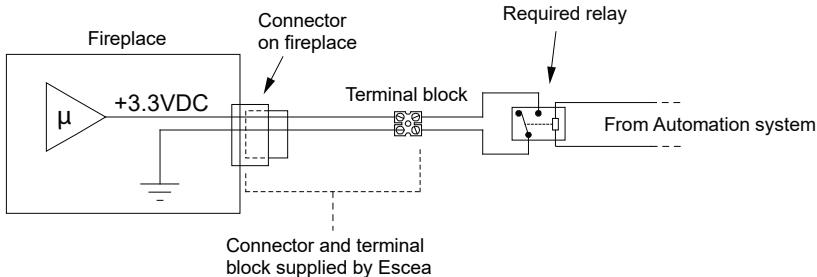 Required relay
Connector
on fireplace
Fireplace
+3.3VDC
Terminal block
µ
From Automation system
Connector and terminal
block supplied by Escea